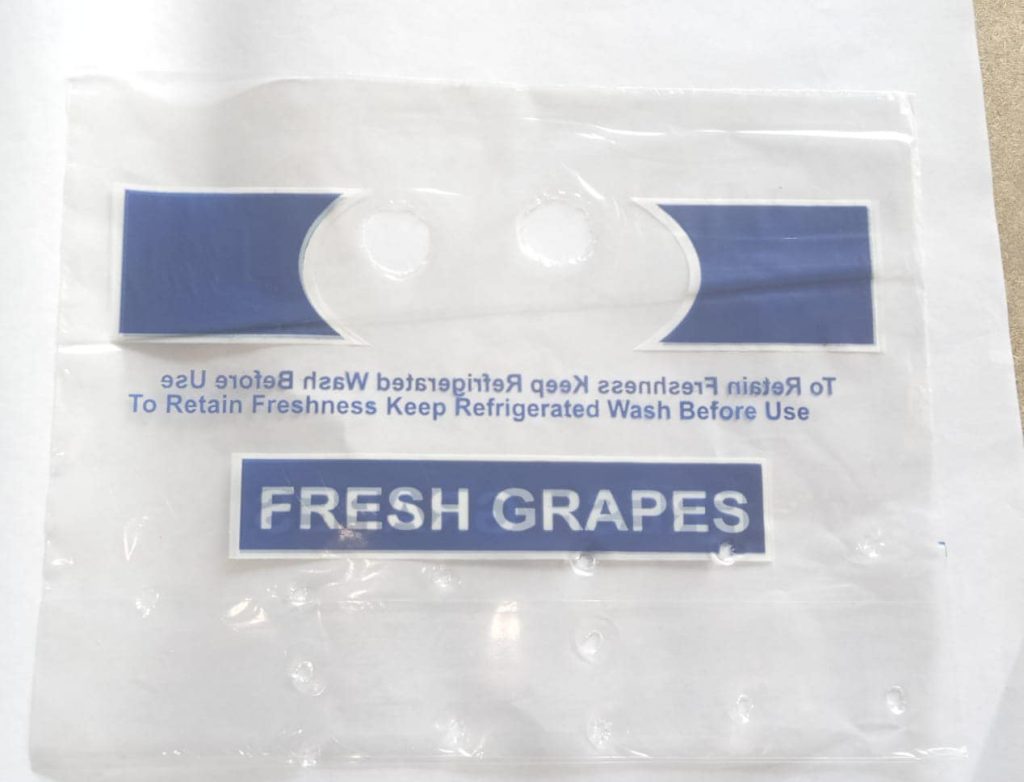 To Retain Freshness Keep Refrigerated Wash Before Use
To Retain Freshness Keep Refrigerated Wash Before Use
FRESH GRAPES